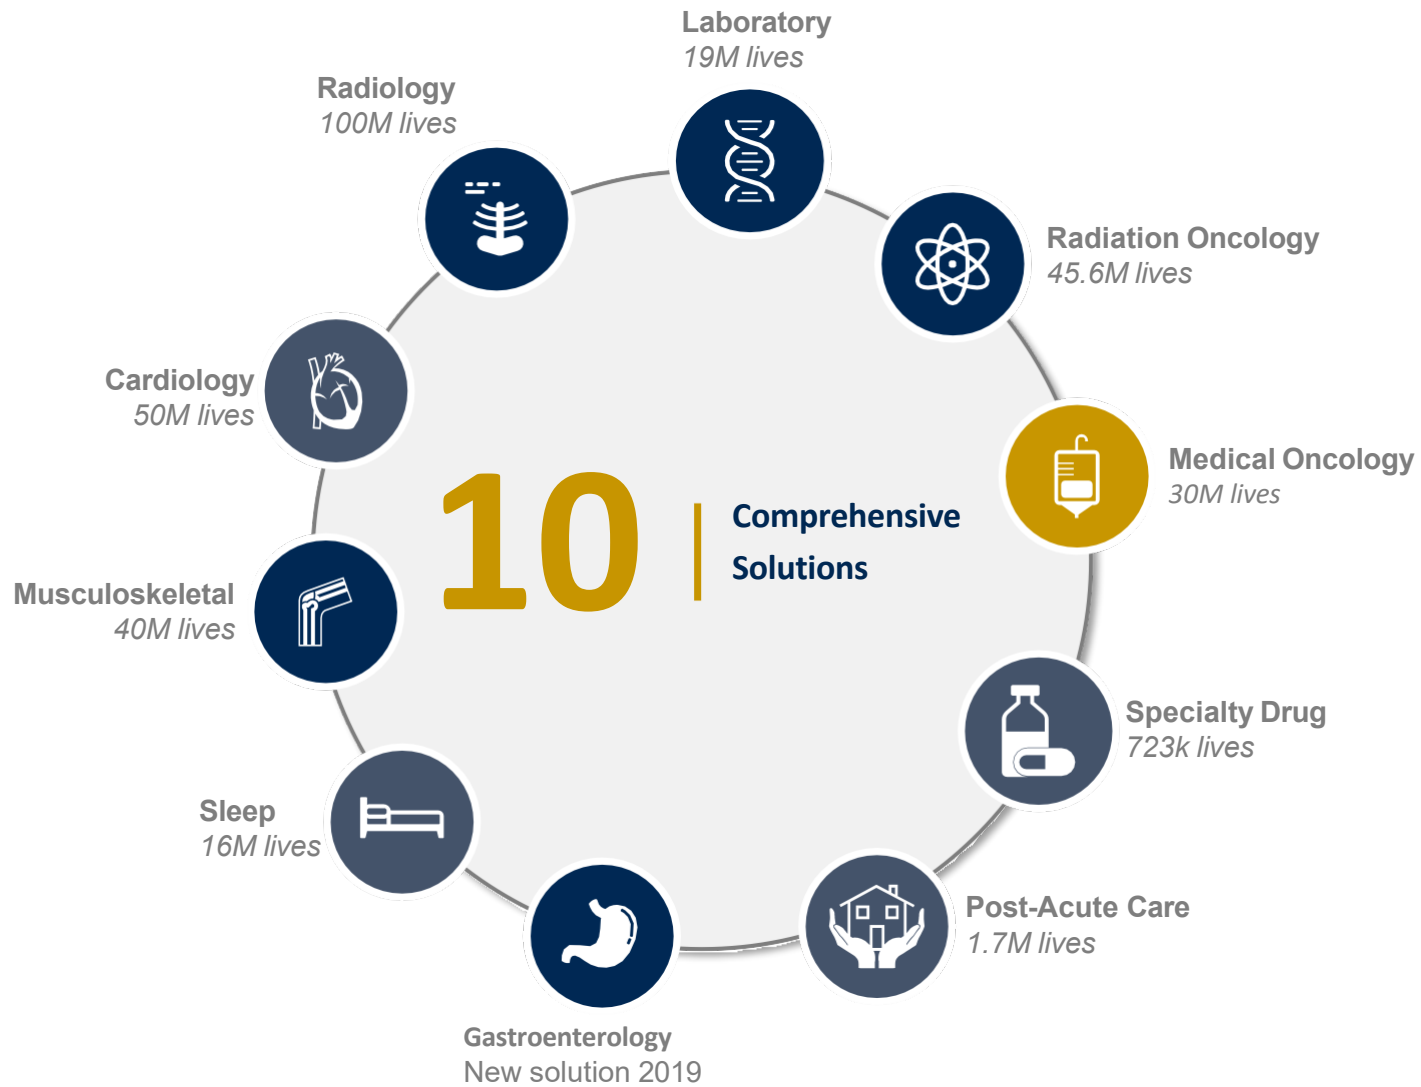 Laboratory
19M lives
Radiology
100M lives
Radiation Oncology
45.6M lives
Cardiology
50M lives
Medical Oncology
30M lives
10
Comprehensive
Solutions
Musculoskeletal
40M lives
Specialty Drug
723k lives
Sleep
16M lives
Post-Acute Care
1.7M lives
Gastroenterology
New solution 2019